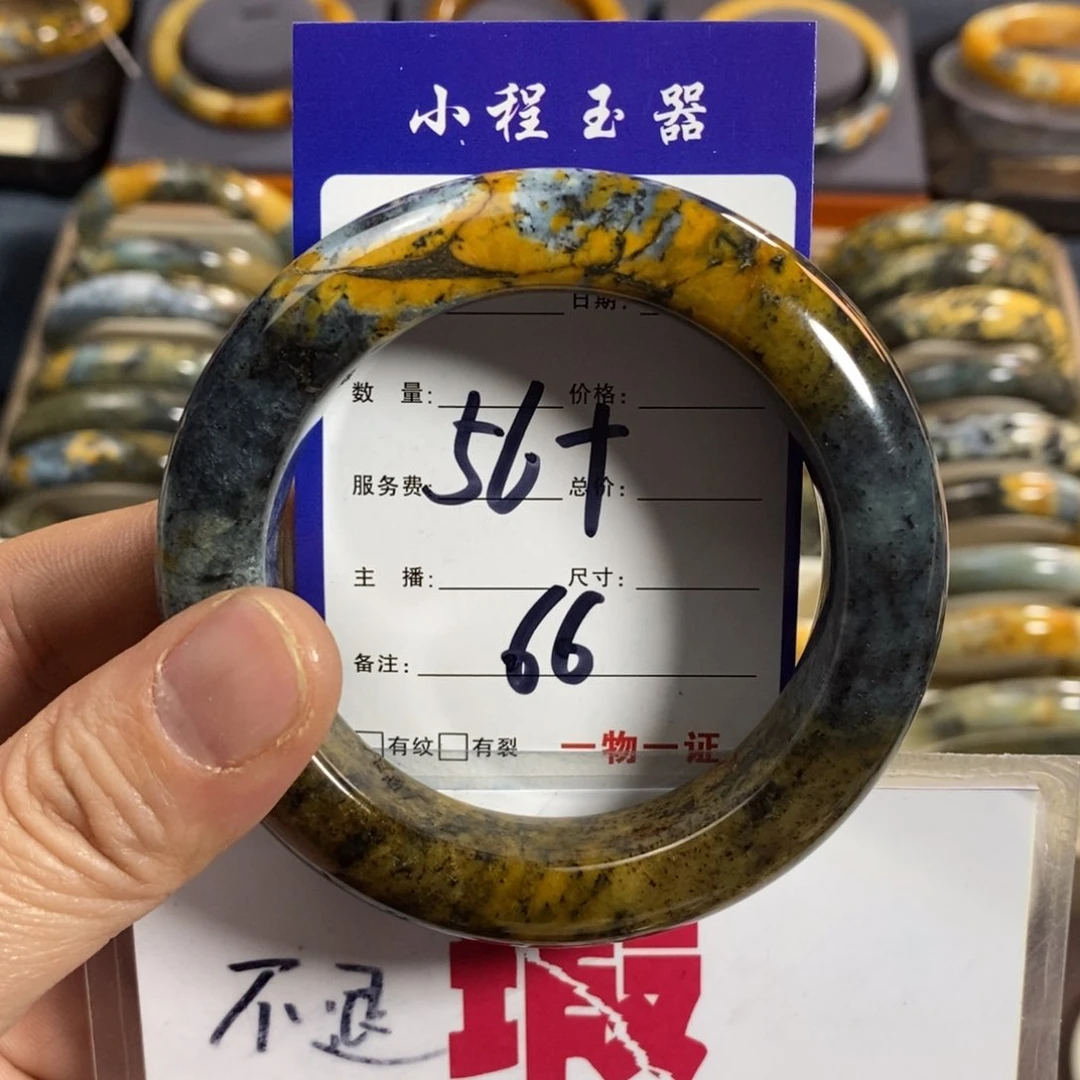 小程玉器
日期:
数 量: 价格:
56+
服务费: 总价:
主 播: 尺寸:
66
备注:
有纹 有裂 一物一证
不退 瑕